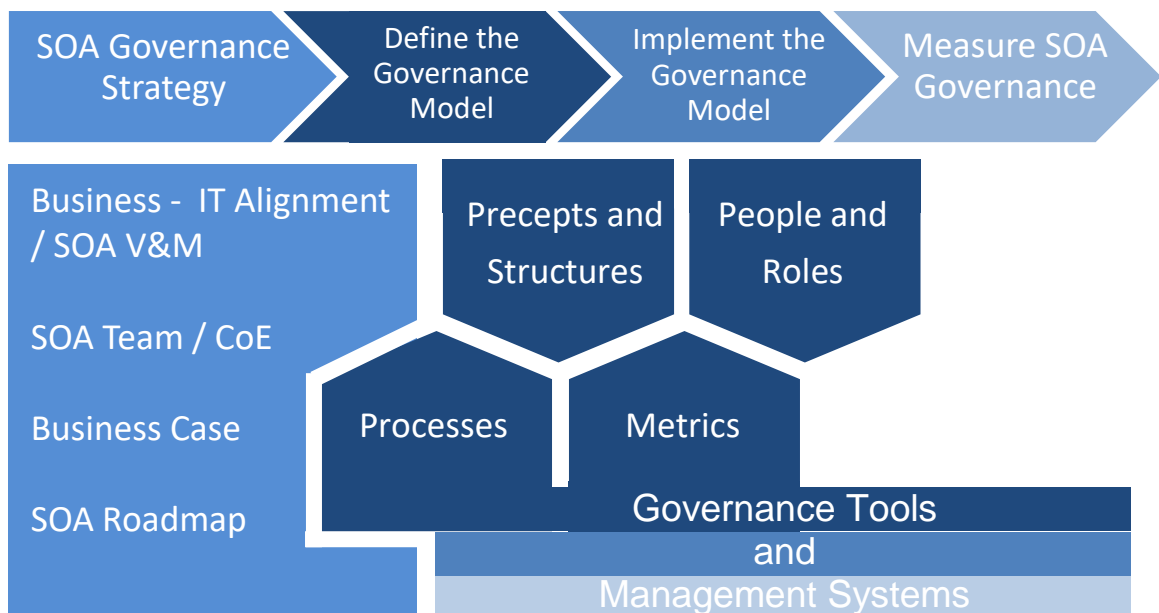 SOA Governance
Strategy
Define the
Governance
Model
Implement the
Governance
Model
Measure SOA
Governance
Business - IT Alignment
/ SOA V&M
SOA Team / CoE
Business Case
SOA Roadmap
Precepts and
Structures
People and
Roles
Processes
Metrics
Governance Tools
and
Management Systems